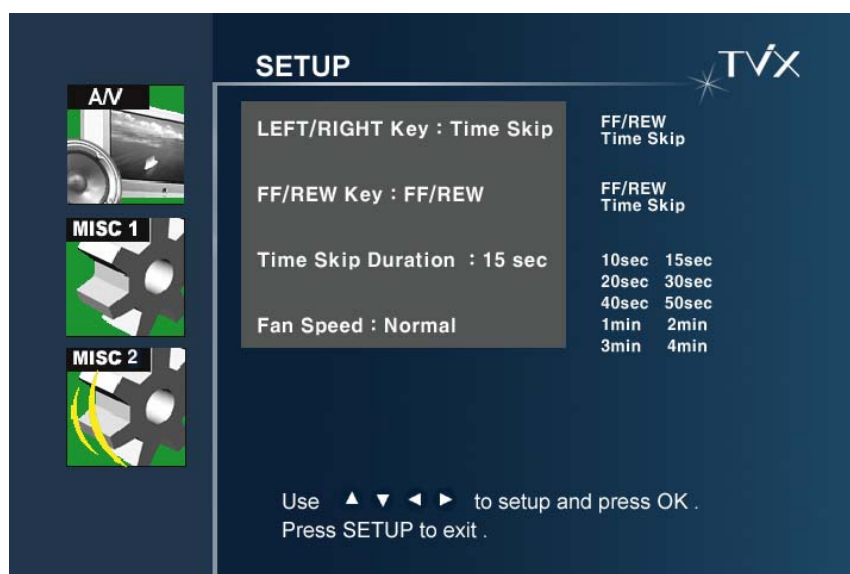 SETUP
TViX
A/V
LEFT/RIGHT Key : Time Skip
FF/REW
Time Skip
FF/REW Key : FF/REW
FF/REW
Time Skip
MISC 1
Time Skip Duration : 15 sec
10sec 15sec
20sec 30sec
40sec 50sec
1min 2min
3min 4min
Fan Speed : Normal
MISC 2
Use ▲ ▼ ◄ ► to setup and press OK .
Press SETUP to exit .